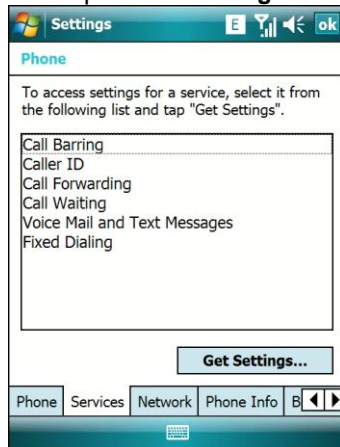 Settings E ok
Phone
To access settings for a service, select it from
the following list and tap "Get Settings".
Call Barring
Caller ID
Call Forwarding
Call Waiting
Voice Mail and Text Messages
Fixed Dialing
Get Settings...
Phone Services Network Phone Info B